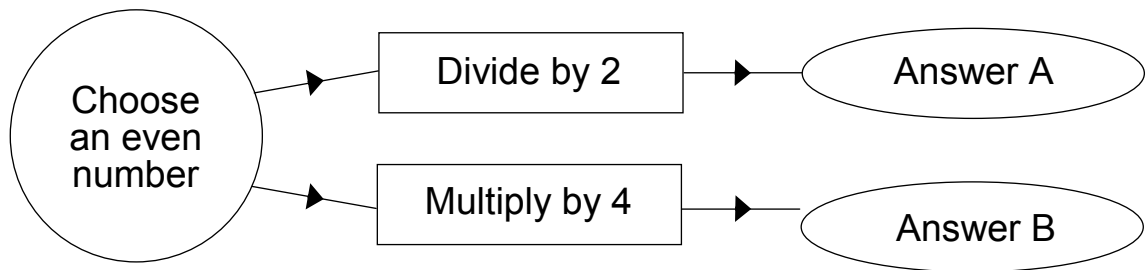 Choose
an even
number
Divide by 2
Answer A
Multiply by 4
Answer B